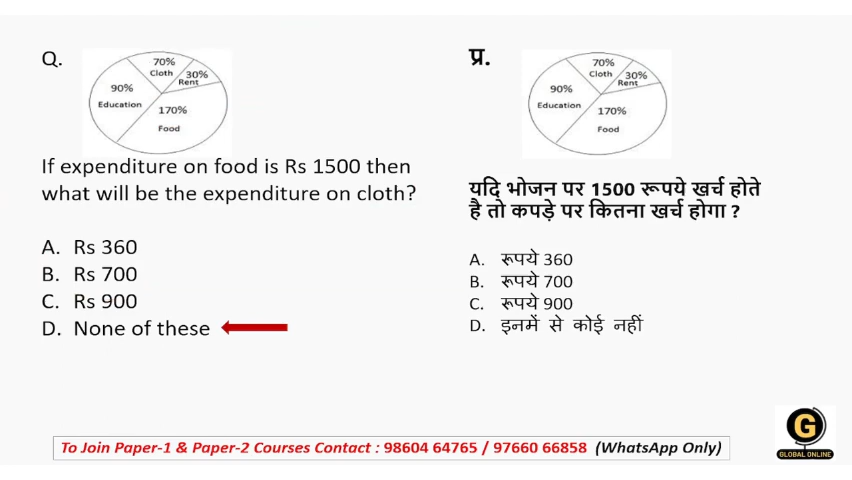 Q.
70%
Cloth
30%
Rent
90%
Education
170%
Food
If expenditure on food is Rs 1500 then
what will be the expenditure on cloth?
A. Rs 360
B. Rs 700
C. Rs 900
D. None of these
प्र.
70%
Cloth
30%
Rent
90%
Education
170%
Food
यदि भोजन पर 1500 रूपये खर्च होते
है तो कपड़े पर कितना खर्च होगा ?
A. रूपये 360
B. रूपये 700
C. रूपये 900
D. इनमें से कोई नहीं
To Join Paper-1 & Paper-2 Courses Contact : 98604 64765 / 97660 66858 (WhatsApp Only)
G
GLOBAL ONLINE